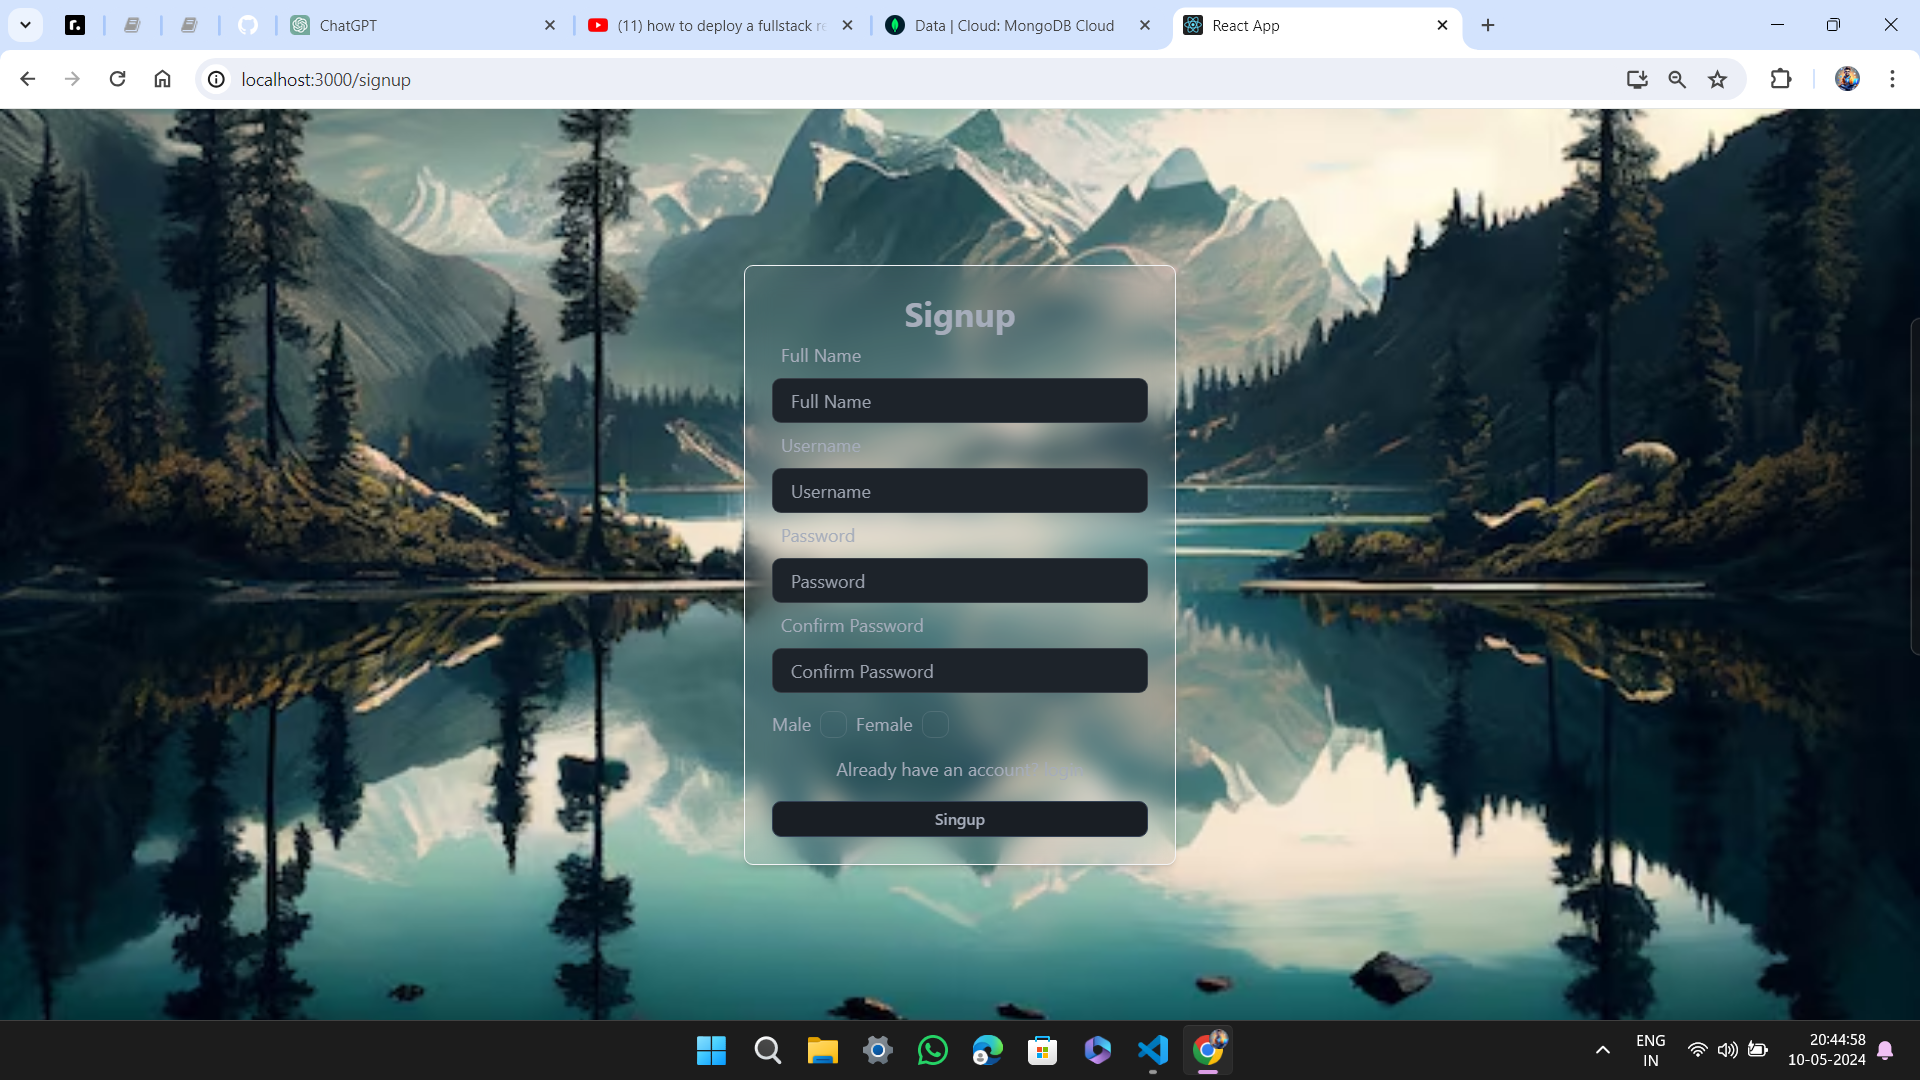 ChatGPT
(11) how to deploy a fullstack re
Data | Cloud: MongoDB Cloud
React App
localhost:3000/signup
Signup
Full Name
Full Name
Username
Username
Password
Password
Confirm Password
Confirm Password
Male Female
Already have an account? login
Singup
ENG
IN
20:44:58
10-05-2024